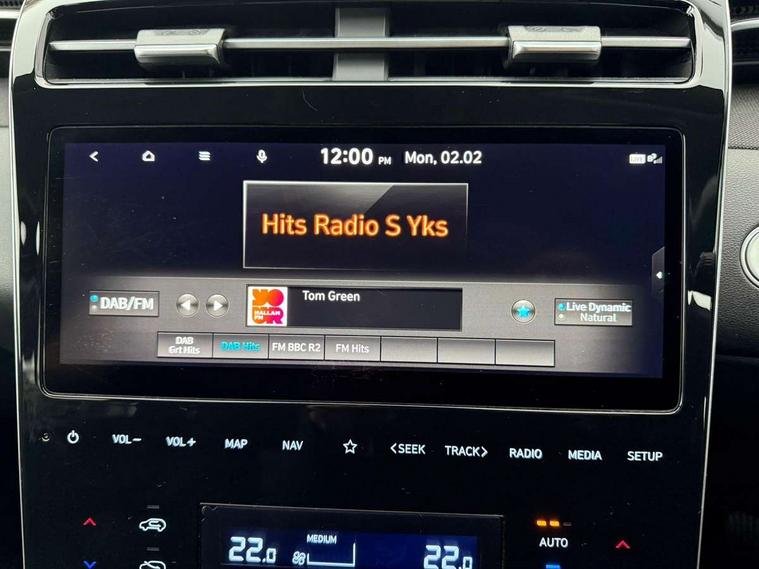 12:00 PM Mon, 02.02
LIVE
Hits Radio S Yks
DAB/FM
HALLAM
FM
Tom Green
Live Dynamic
Natural
DAB
Grt Hits
DAB Hits
FM BBC R2
FM Hits
VOL− VOL+ MAP NAV <SEEK TRACK> RADIO MEDIA SETUP
MEDIUM
22.0
22.0
AUTO